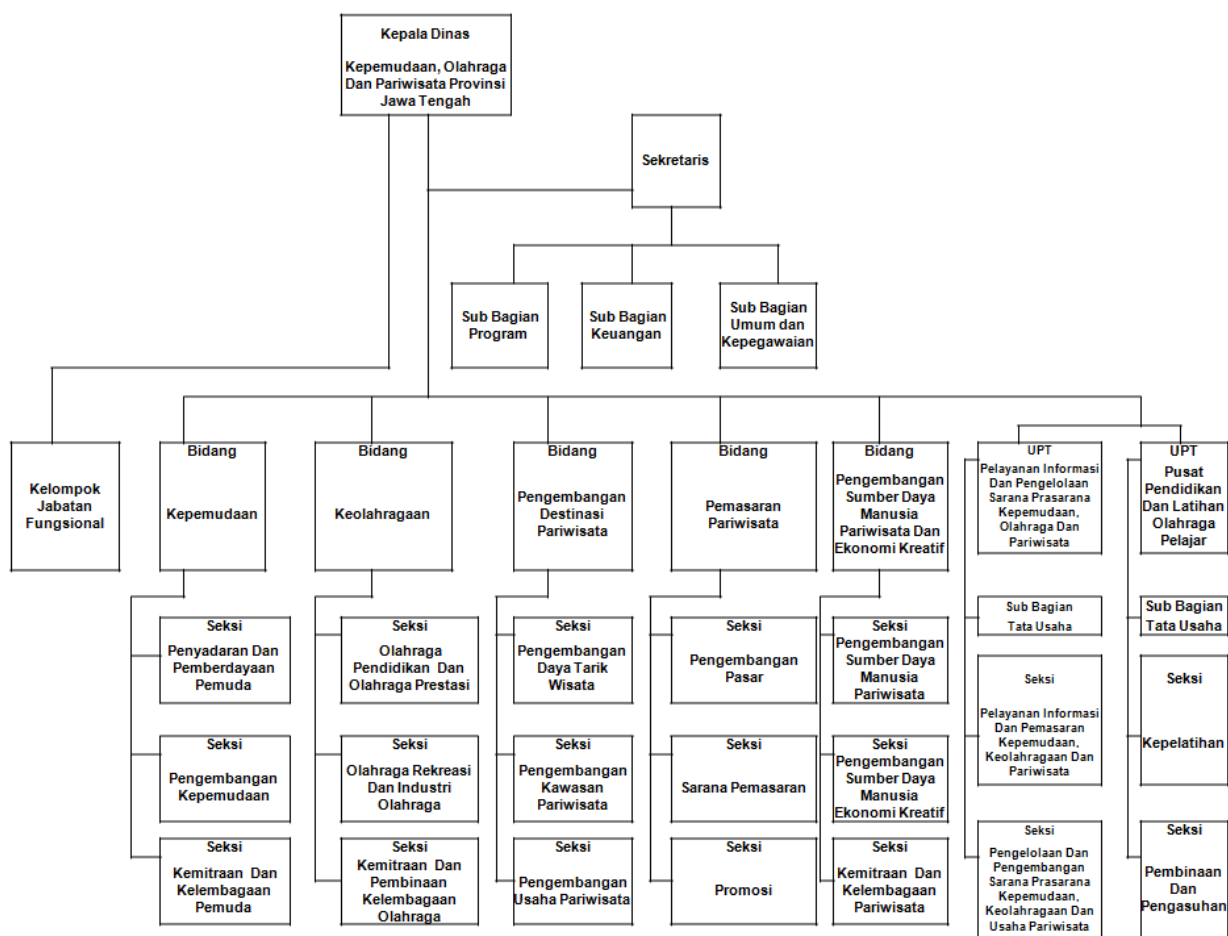 Kepala Dinas
Kepemudaan, Olahraga
Dan Pariwisata Provinsi
Jawa Tengah
Sekretaris
Sub Bagian
Program
Sub Bagian
Keuangan
Sub Bagian
Umum dan
Kepegawaian
Kelompok
Jabatan
Fungsional
Bidang
Kepemudaan
Bidang
Keolahragaan
Bidang
Pengembangan
Destinasi
Pariwisata
Bidang
Pemasaran
Pariwisata
Bidang
Pengembangan
Sumber Daya
Manusia
Pariwisata Dan
Ekonomi Kreatif
UPT
Pelayanan Informasi
Dan Pengelolaan
Sarana Prasarana
Kepemudaan,
Olahraga Dan
Pariwisata
UPT
Pusat
Pendidikan
Dan Latihan
Olahraga
Pelajar
Seksi
Penyadaran Dan
Pemberdayaan
Pemuda
Seksi
Olahraga
Pendidikan Dan
Olahraga Prestasi
Seksi
Pengembangan
Daya Tarik
Wisata
Seksi
Pengembangan
Pasar
Seksi
Pengembangan
Sumber Daya
Manusia
Pariwisata
Sub Bagian
Tata Usaha
Sub Bagian
Tata Usaha
Seksi
Pengembangan
Kepemudaan
Seksi
Olahraga Rekreasi
Dan Industri
Olahraga
Seksi
Pengembangan
Kawasan
Pariwisata
Seksi
Sarana Pemasaran
Seksi
Pengembangan
Sumber Daya
Manusia
Ekonomi Kreatif
Seksi
Pelayanan Informasi
Dan Pemasaran
Kepemudaan,
Keolahragaan Dan
Pariwisata
Seksi
Kepelatihan
Seksi
Kemitraan Dan
Kelembagaan
Pemuda
Seksi
Kemitraan Dan
Pembinaan
Kelembagaan
Olahraga
Seksi
Pengembangan
Usaha Pariwisata
Seksi
Promosi
Seksi
Kemitraan Dan
Kelembagaan
Pariwisata
Seksi
Pengelolaan Dan
Pengembangan
Sarana Prasarana
Kepemudaan,
Keolahragaan Dan
Usaha Pariwisata
Seksi
Pembinaan
Dan
Pengasuhan